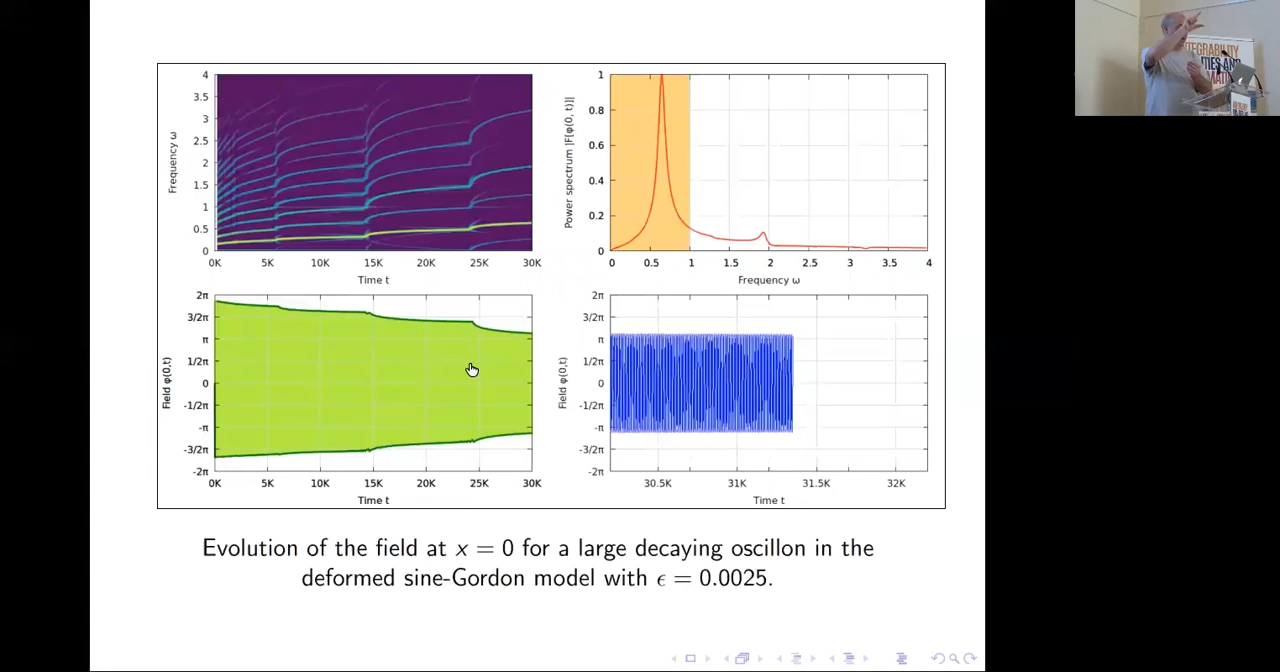 4
3.5
3
2.5
2
1.5
1
0.5
0
Frequency ω
0K 5K 10K 15K 20K 25K 30K
Time t
1
0.8
0.6
0.4
0.2
0
Power spectrum |F[φ(0, t)]|
0 0.5 1 1.5 2 2.5 3 3.5 4
Frequency ω
2π
3/2π
π
1/2π
0
-1/2π
-π
-3/2π
-2π
Field φ(0,t)
0K 5K 10K 15K 20K 25K 30K
Time t
2π
3/2π
π
1/2π
0
-1/2π
-π
-3/2π
-2π
Field φ(0,t)
30.5K 31K 31.5K 32K
Time t
Evolution of the field at x = 0 for a large decaying oscillon in the
deformed sine-Gordon model with ϵ = 0.0025.